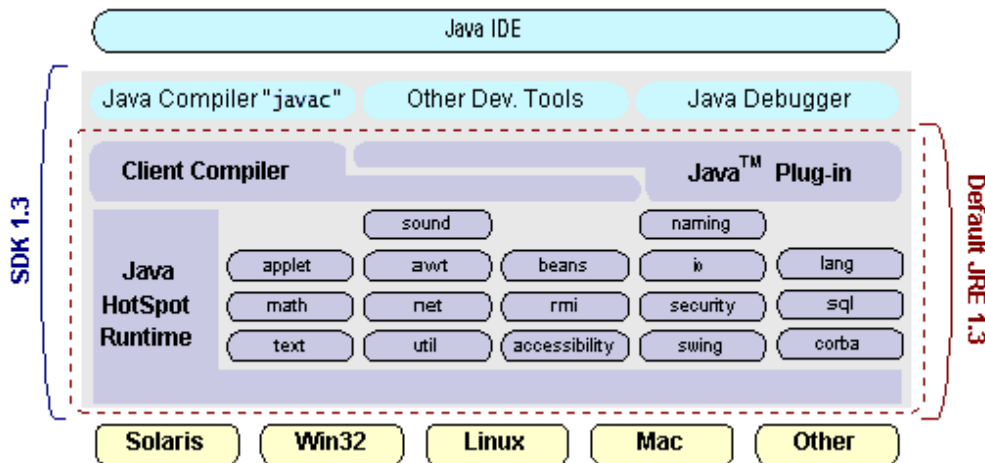 Java IDE
Java Compiler "javac"
Other Dev. Tools
Java Debugger
Client Compiler
Java™ Plug-in
SDK 1.3
Default JRE 1.3
Java
HotSpot
Runtime
sound
naming
applet
awt
beans
io
lang
math
net
rmi
security
sql
text
util
accessibility
swing
corba
Solaris
Win32
Linux
Mac
Other